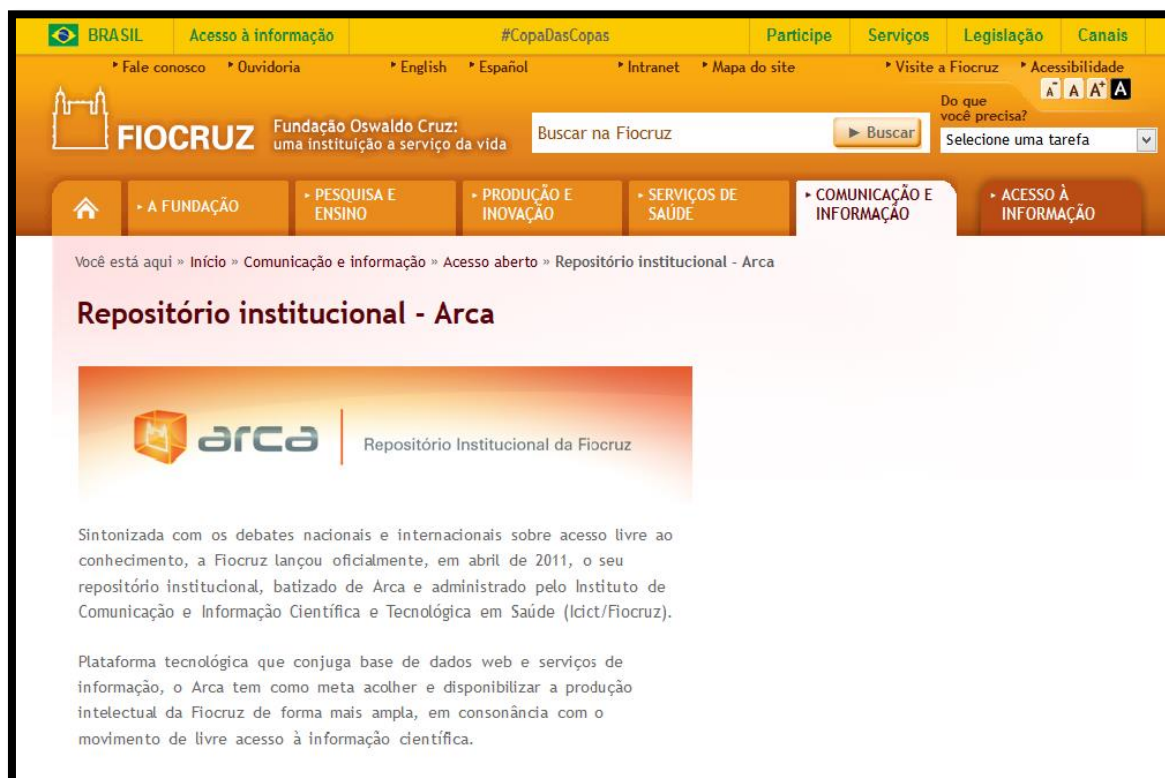 BRASIL Acesso à informação #CopaDasCopas Participe Serviços Legislação Canais
Fale conosco Ouvidoria English Español Intranet Mapa do site Visite a Fiocruz Acessibilidade
A- A A+ A
FIOCRUZ
Fundação Oswaldo Cruz:
uma instituição a serviço da vida
Buscar na Fiocruz
Buscar
Do que
você precisa?
Selecione uma tarefa
A FUNDAÇÃO
PESQUISA E
ENSINO
PRODUÇÃO E
INOVAÇÃO
SERVIÇOS DE
SAÚDE
COMUNICAÇÃO E
INFORMAÇÃO
ACESSO À
INFORMAÇÃO
Você está aqui » Início » Comunicação e informação » Acesso aberto » Repositório institucional - Arca
Repositório institucional - Arca
arca
Repositório Institucional da Fiocruz
Sintonizada com os debates nacionais e internacionais sobre acesso livre ao
conhecimento, a Fiocruz lançou oficialmente, em abril de 2011, o seu
repositório institucional, batizado de Arca e administrado pelo Instituto de
Comunicação e Informação Científica e Tecnológica em Saúde (Icict/Fiocruz).
Plataforma tecnológica que conjuga base de dados web e serviços de
informação, o Arca tem como meta acolher e disponibilizar a produção
intelectual da Fiocruz de forma mais ampla, em consonância com o
movimento de livre acesso à informação científica.